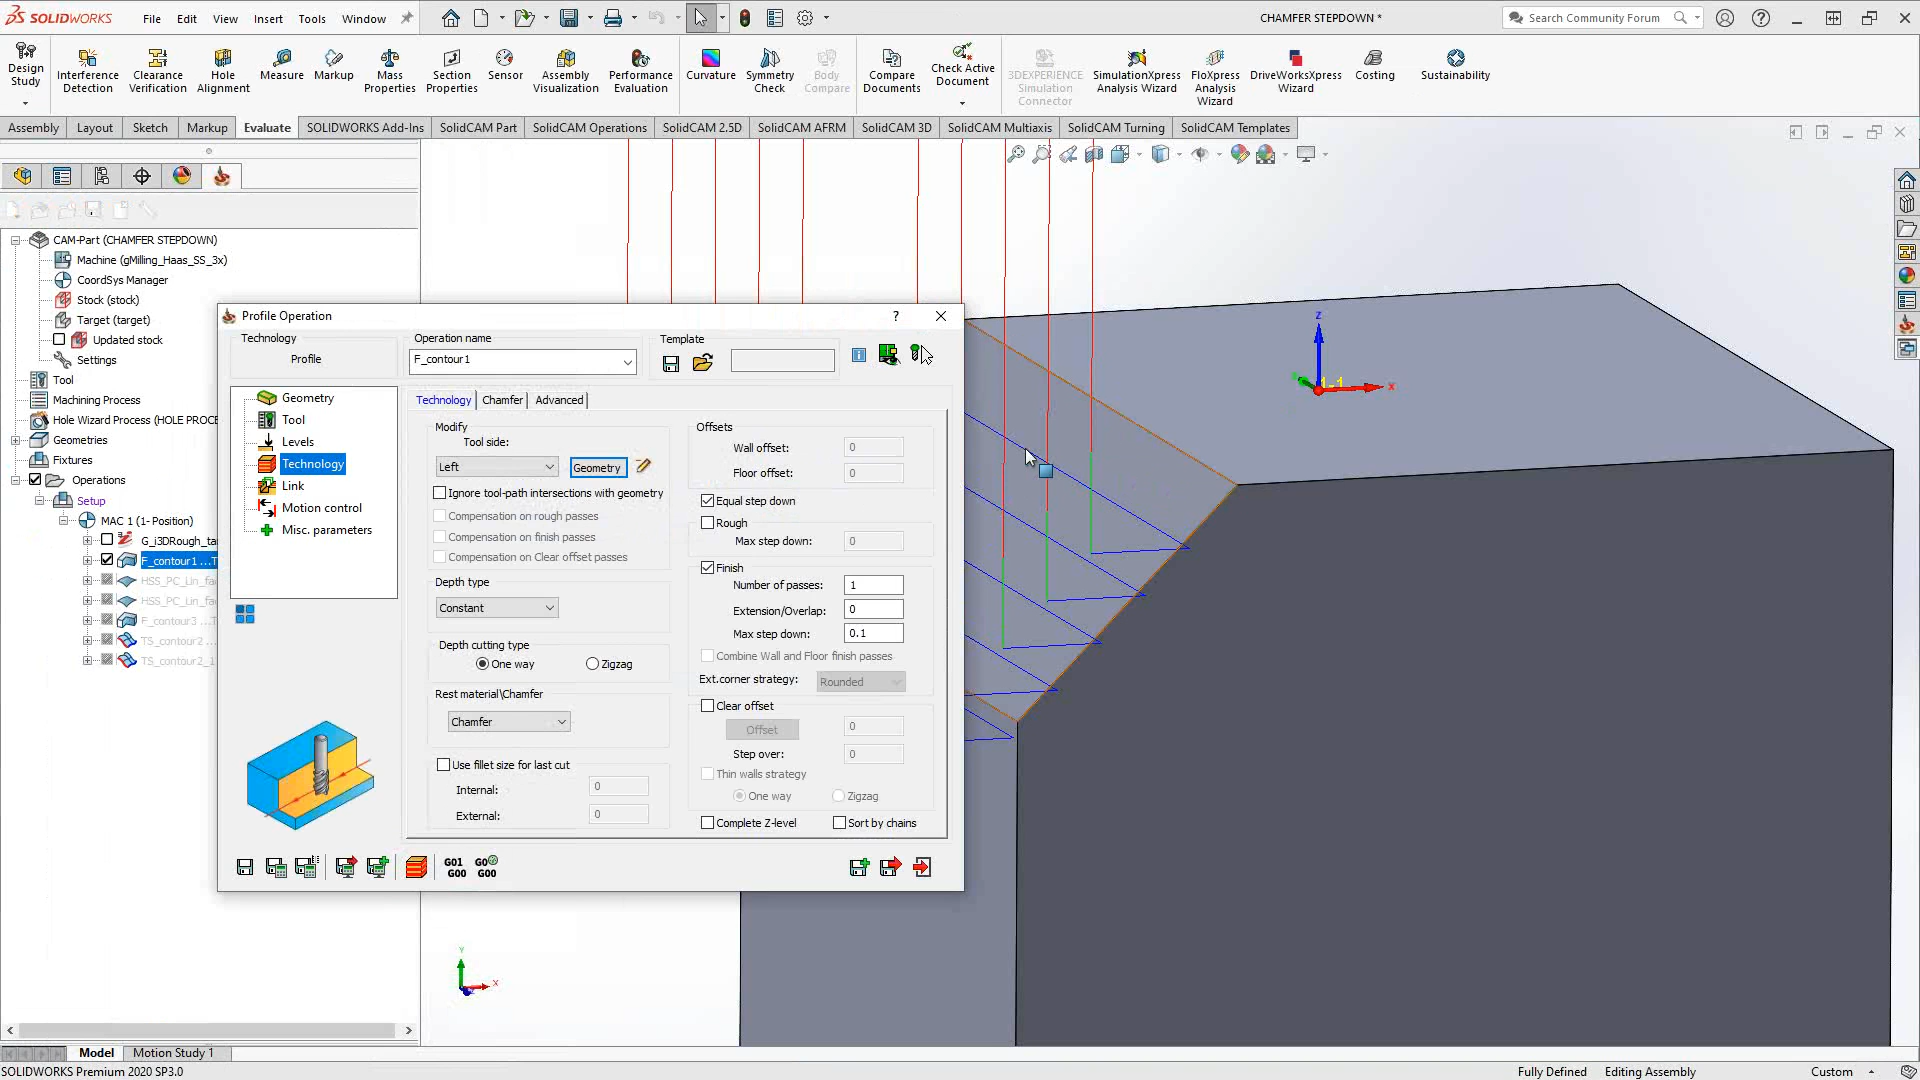 SOLIDWORKS File Edit View Insert Tools Window CHAMFER STEPDOWN * Search Community Forum
Design Study Interference Detection Clearance Verification Hole Alignment Measure Markup Mass Properties Section Properties Sensor Assembly Visualization Performance Evaluation Curvature Symmetry Check Body Compare Compare Documents Check Active Document 3DEXPERIENCE Simulation Connector SimulationXpress Analysis Wizard FloXpress Analysis Wizard DriveWorksXpress Wizard Costing Sustainability
Assembly Layout Sketch Markup Evaluate SOLIDWORKS Add-Ins SolidCAM Part SolidCAM Operations SolidCAM 2.5D SolidCAM AFRM SolidCAM 3D SolidCAM Multiaxis SolidCAM Turning SolidCAM Templates
CAM-Part (CHAMFER STEPDOWN)
Machine (gMilling_Haas_SS_3x)
CoordSys Manager
Stock (stock)
Target (target)
Updated stock
Settings
Tool
Machining Process
Hole Wizard Process (HOLE PROCE
Geometries
Fixtures
Operations
Setup
MAC 1 (1- Position)
G_i3DRough_ta
F_contour1 ...T
HSS_PC_Lin_fa
HSS_PC_Lin_fa
F_contour3 ...T
TS_contour2 ...
TS_contour2_1
Profile Operation ?
Technology
Profile
Operation name
F_contour1
Template
Geometry
Tool
Levels
Technology
Link
Motion control
Misc. parameters
Technology Chamfer Advanced
Modify
Tool side:
Left Geometry
Ignore tool-path intersections with geometry
Compensation on rough passes
Compensation on finish passes
Compensation on Clear offset passes
Depth type
Constant
Depth cutting type
One way Zigzag
Rest material\Chamfer
Chamfer
Use fillet size for last cut
Internal: 0
External: 0
Offsets
Wall offset: 0
Floor offset: 0
Equal step down
Rough
Max step down: 0
Finish
Number of passes: 1
Extension/Overlap: 0
Max step down: 0.1
Combine Wall and Floor finish passes
Ext.corner strategy: Rounded
Clear offset
Offset 0
Step over: 0
Thin walls strategy
One way Zigzag
Complete Z-level Sort by chains
G01 G00 G0 G00
Z
1-1
X
Y
X
Model Motion Study 1
SOLIDWORKS Premium 2020 SP3.0 Fully Defined Editing Assembly Custom